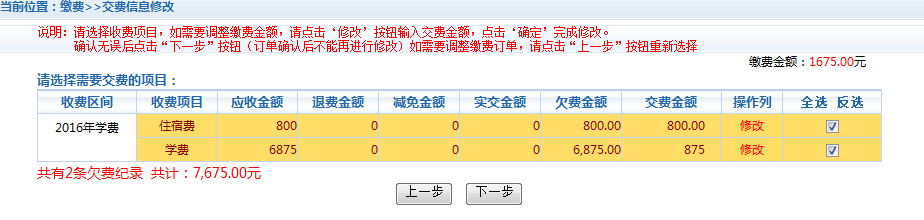 当前位置：缴费>>交费信息修改
说明：请选择收费项目，如需要调整缴费金额，请点击‘修改’按钮输入交费金额，点击‘确定’完成修改。
确认无误后点击“下一步”按钮（订单确认后不能再进行修改）如需要调整缴费订单，请点击“上一步”按钮重新选择
缴费金额：1675.00元
请选择需要交费的项目：
收费区间 收费项目 应收金额 退费金额 减免金额 实交金额 欠费金额 交费金额 操作列 全选 反选
2016年学费 住宿费 800 0 0 0 800.00 800.00 修改
学费 6875 0 0 0 6,875.00 875 修改
共有2条欠费纪录 共计：7,675.00元
上一步 下一步